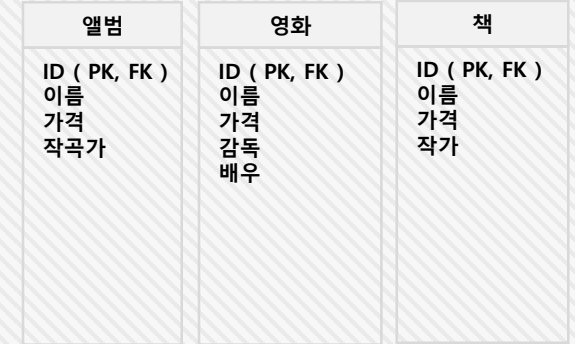 앨범
ID ( PK, FK )
이름
가격
작곡가
영화
ID ( PK, FK )
이름
가격
감독
배우
책
ID ( PK, FK )
이름
가격
작가